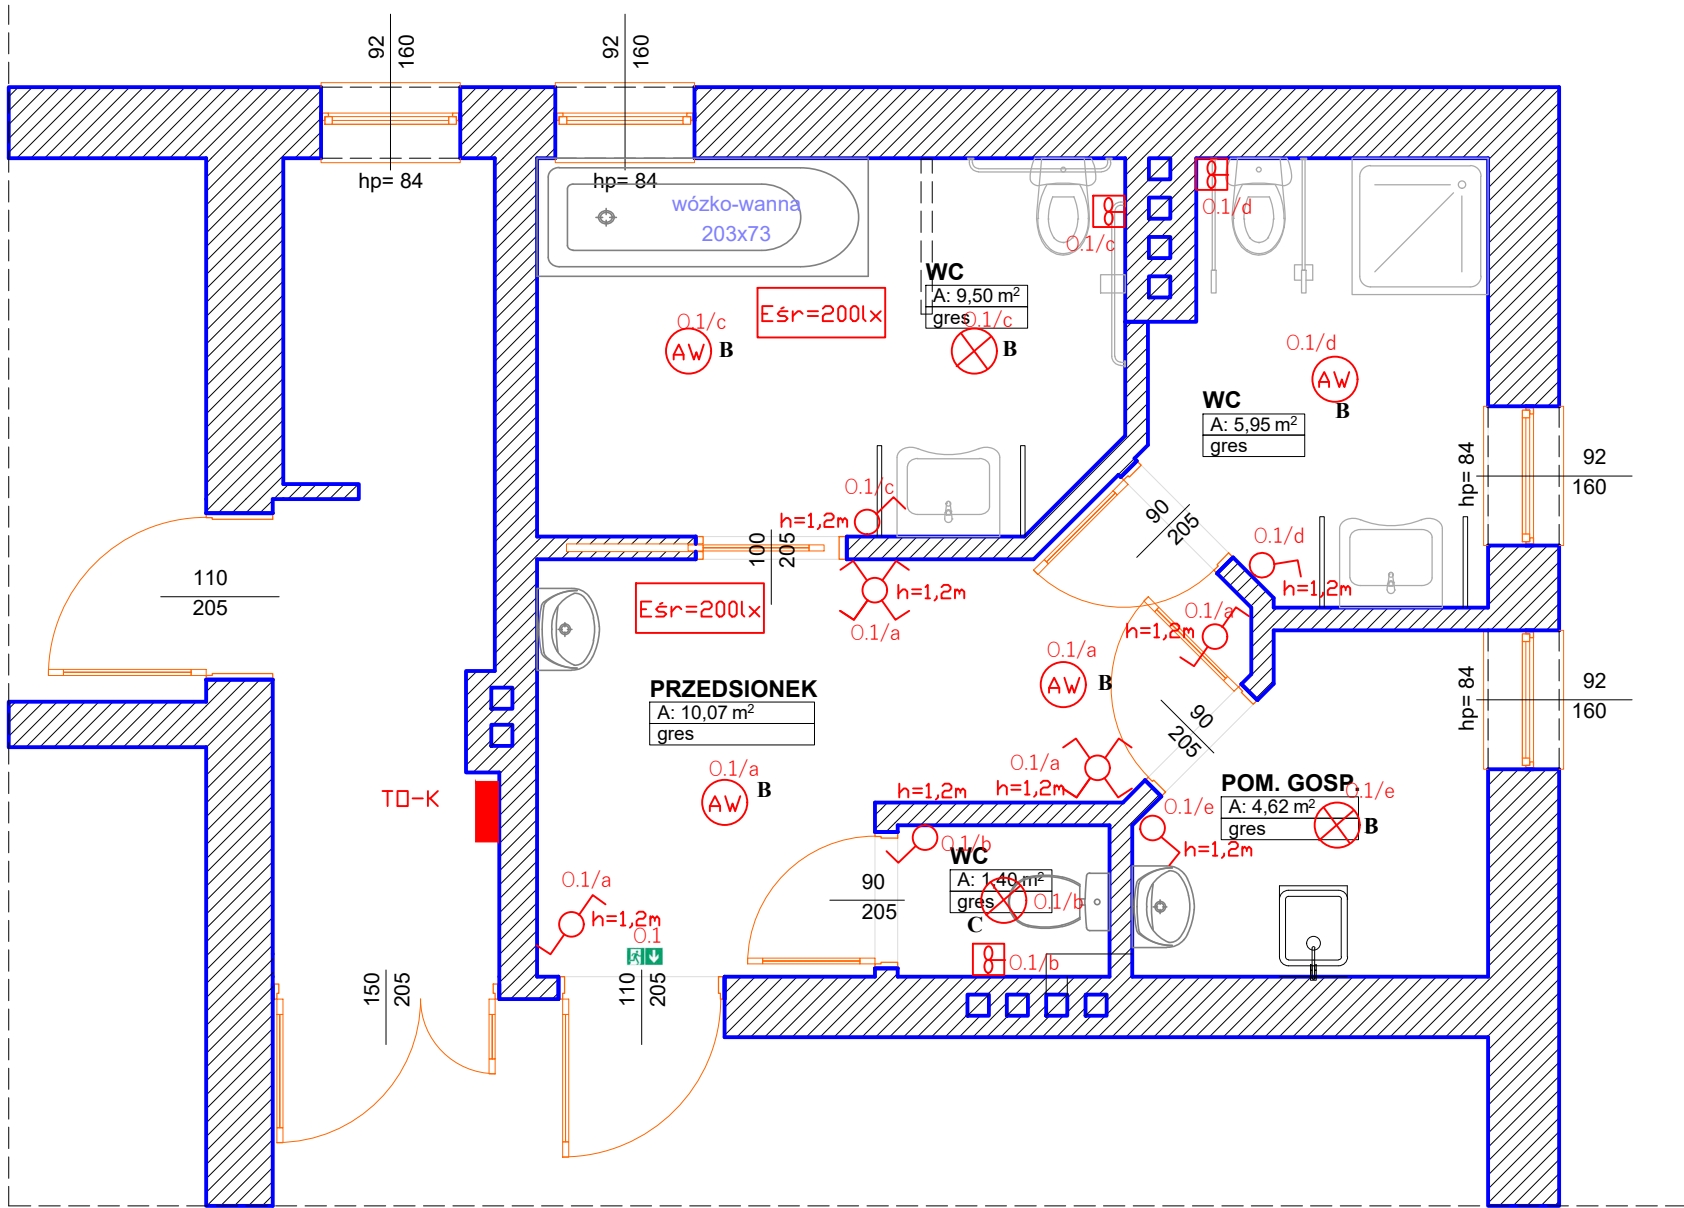 92
160
92
160
hp= 84
hp= 84
wózko-wanna
203x73
0.1/d
0.1/c
WC
A: 9,50 m²
gres
Eśr=200lx
0.1/c
AW
B
0.1/c
B
0.1/d
AW
B
WC
A: 5,95 m²
gres
hp= 84
92
160
0.1/c
h=1,2m
90
205
0.1/d
h=1,2m
100
205
110
205
Eśr=200lx
h=1,2m
0.1/a
0.1/a
h=1,2m
0.1/a
AW
B
hp= 84
92
160
PRZEDSIONEK
A: 10,07 m²
gres
90
205
0.1/a
AW
B
0.1/a
h=1,2m
h=1,2m
TO-K
POM. GOSP.
A: 4,62 m²
gres
0.1/e
B
0.1/e
h=1,2m
0.1/b
WC
A: 1,40 m²
gres
0.1/b
C
90
205
0.1/a
h=1,2m
0.1
0.1/b
150
205
110
205